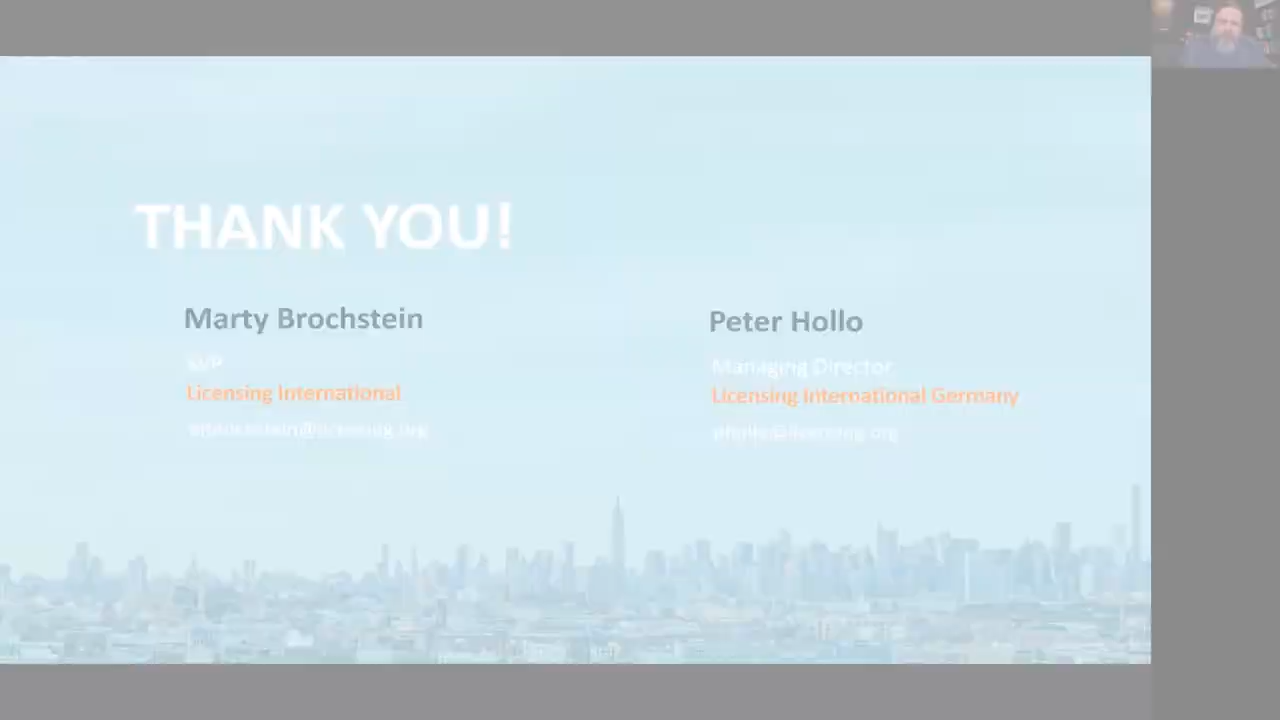 THANK YOU!
Marty Brochstein
SVP
Licensing International
Peter Hollo
Managing Director
Licensing International Germany